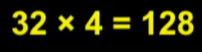 32 × 4 = 128